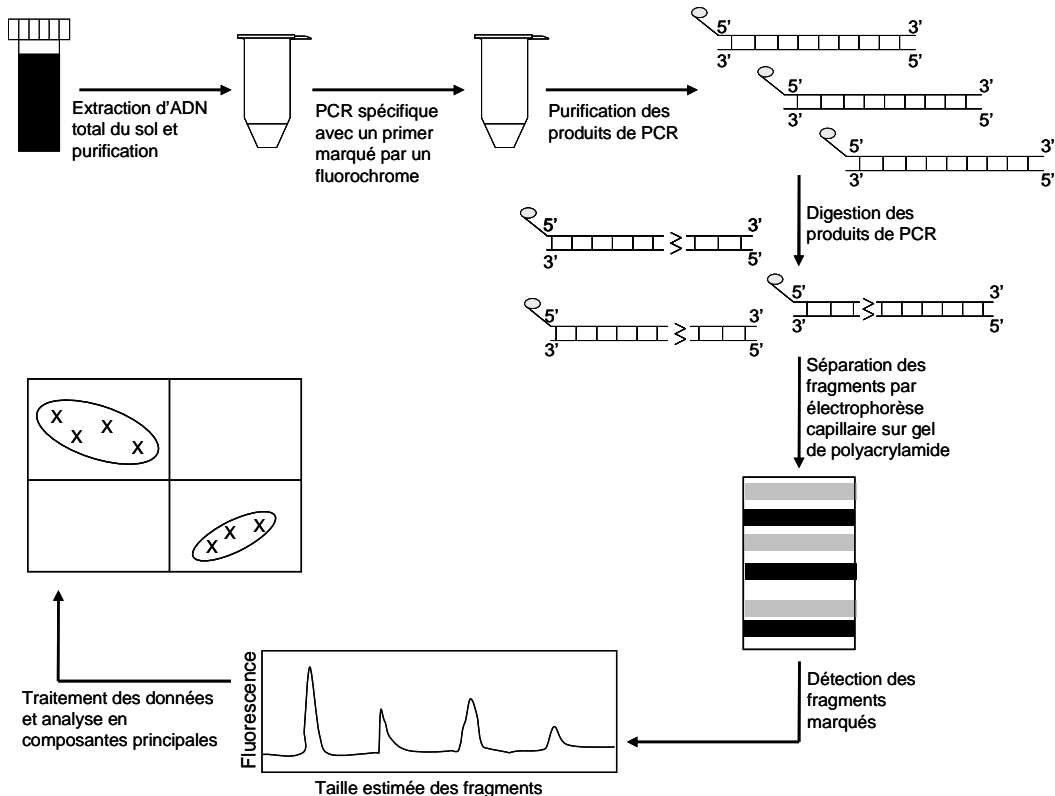 Extraction d’ADN
total du sol et
purification
PCR spécifique
avec un primer
marqué par un
fluorochrome
Purification des
produits de PCR
5’ 3’
3’ 5’
5’ 3’
3’ 5’
5’ 3’
3’ 5’
Digestion des
produits de PCR
5’ 3’
3’ 5’
5’ 3’
3’ 5’
5’ 3’
3’ 5’
Séparation des
fragments par
électrophorèse
capillaire sur gel
de polyacrylamide
Détection des
fragments
marqués
Fluorescence
Taille estimée des fragments
Traitement des données
et analyse en
composantes principales
X X X X
X X X